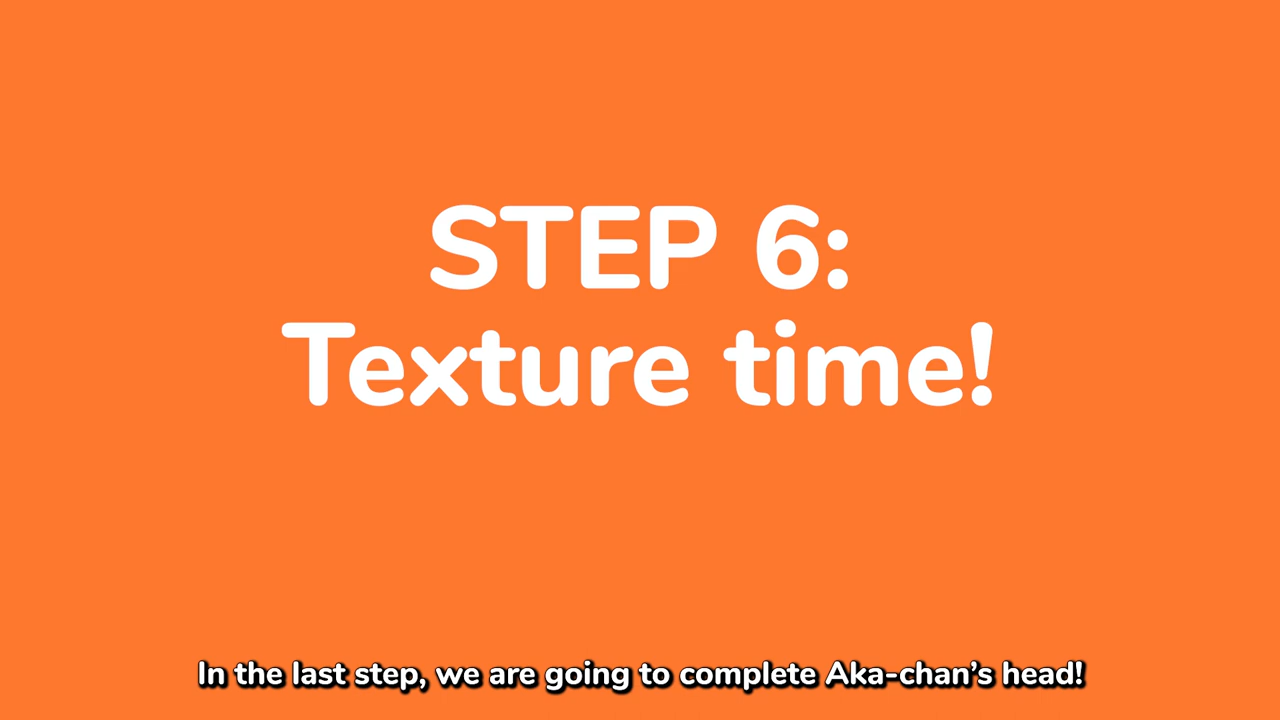 STEP 6:
Texture time!
In the last step, we are going to complete Aka-chan’s head!